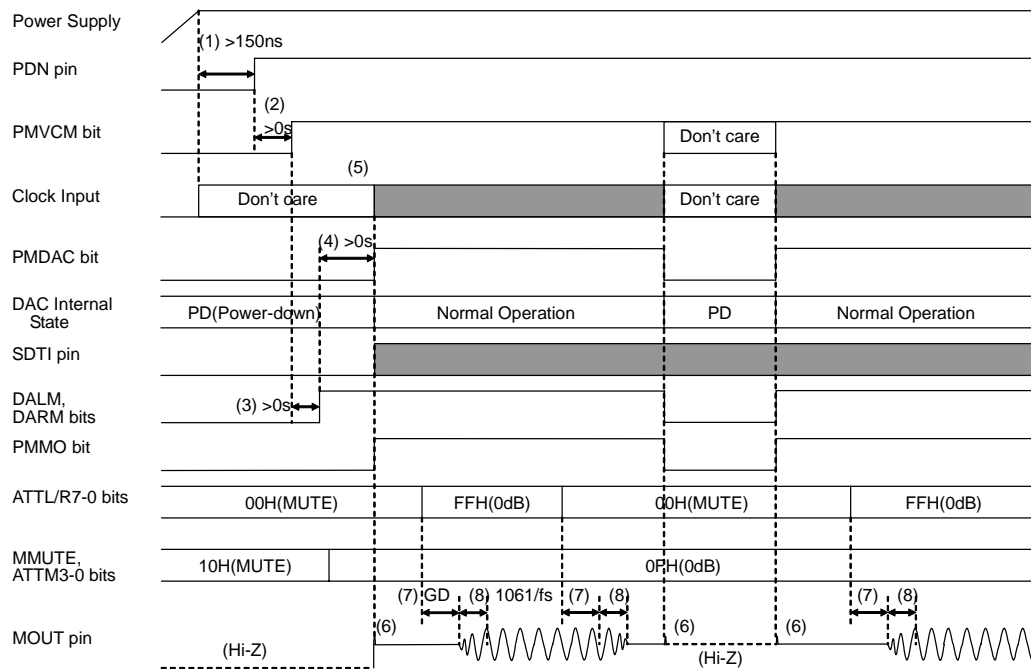 Power Supply
(1) >150ns
PDN pin
(2)
PMVCM bit
>0s
Don't care
(5)
Clock Input
Don't care
Don't care
(4) >0s
PMDAC bit
DAC Internal
State
PD(Power-down)
Normal Operation
PD
Normal Operation
SDTI pin
DALM,
DARM bits
(3) >0s
PMMO bit
ATTL/R7-0 bits
00H(MUTE)
FFH(0dB)
00H(MUTE)
FFH(0dB)
MMUTE,
ATTM3-0 bits
10H(MUTE)
0FH(0dB)
(7) GD (8) 1061/fs (7) (8) (7) (8)
MOUT pin
(6) (6) (6)
(Hi-Z) (Hi-Z)